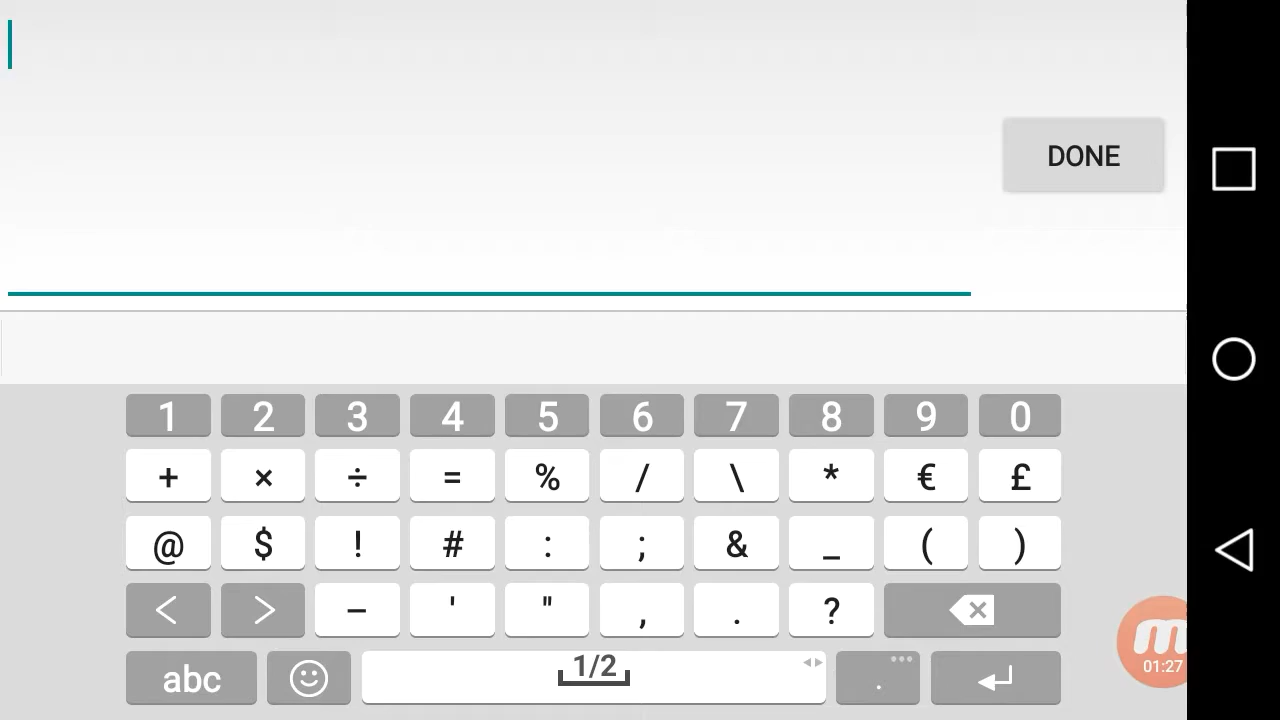 DONE
1 2 3 4 5 6 7 8 9 0
+ × ÷ = % / \ * € £
@ $ ! # : ; & _ ( )
< > – ' " , . ?
abc 1/2 .
m
01:27